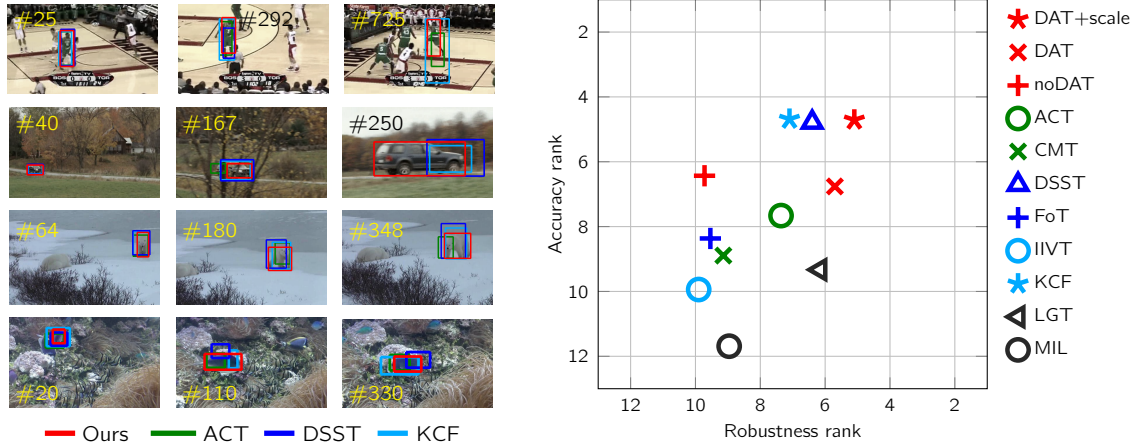 #25 #292 #725
#40 #167 #250
#64 #180 #348
#20 #110 #330
Ours ACT DSST KCF
Accuracy rank
2
4
6
8
10
12
12 10 8 6 4 2
Robustness rank
DAT+scale
DAT
noDAT
ACT
CMT
DSST
FoT
IIVT
KCF
LGT
MIL